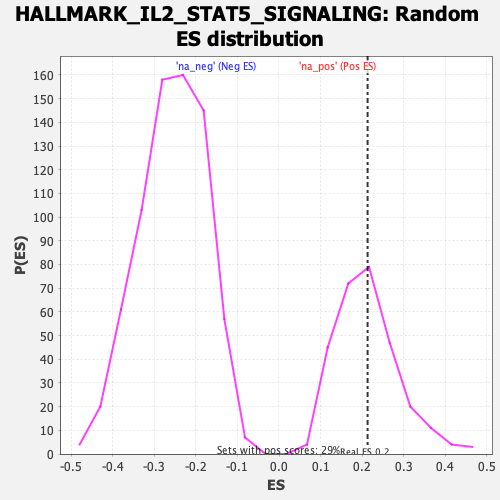 HALLMARK_IL2_STAT5_SIGNALING: Random
ES distribution
'na_neg' (Neg ES) 'na_pos' (Pos ES)
160
150
140
130
120
110
100
90
80
70
60
50
40
30
20
10
0
P(ES)
Sets with pos scores: 29%
Real ES 0.2
-0.5 -0.4 -0.3 -0.2 -0.1 0.0 0.1 0.2 0.3 0.4 0.5
ES